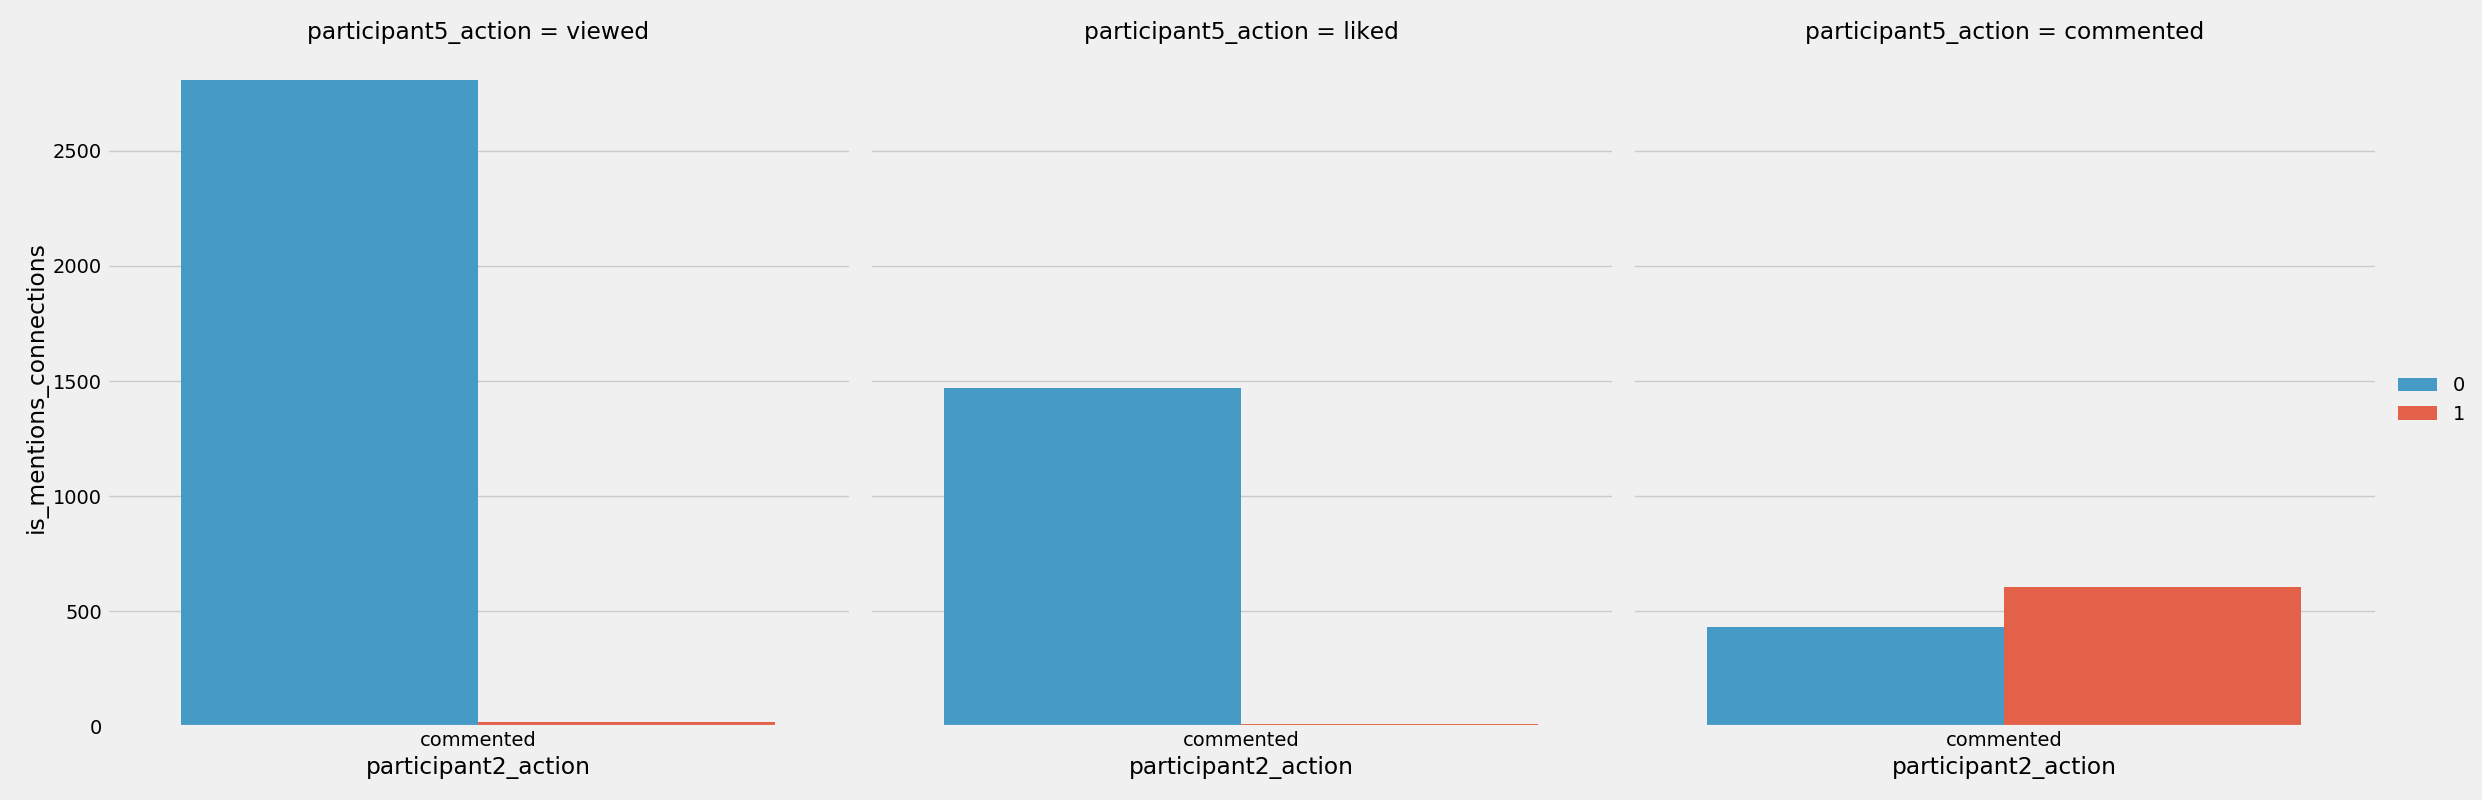 participant5_action = viewed
participant5_action = liked
participant5_action = commented
is_mentions_connections
2500
2000
1500
1000
500
0
commented
commented
commented
participant2_action
participant2_action
participant2_action
0
1